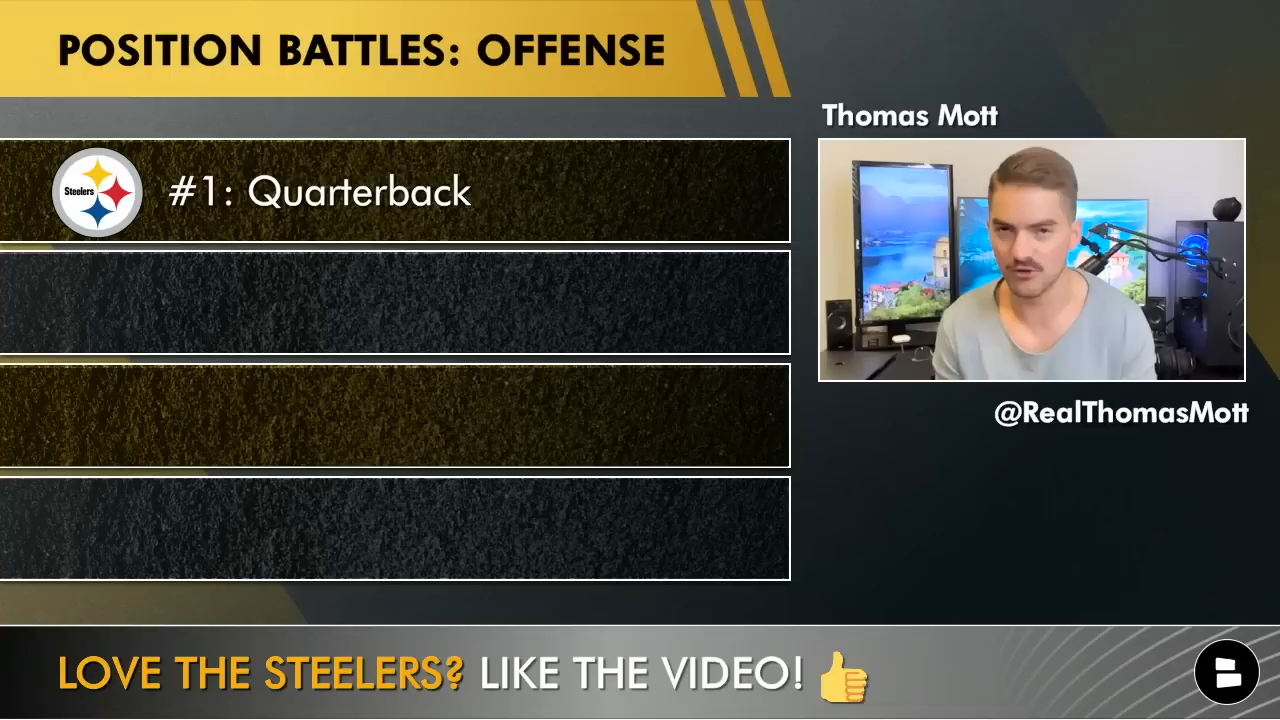 POSITION BATTLES: OFFENSE
Thomas Mott
Steelers
#1: Quarterback
@RealThomasMott
LOVE THE STEELERS? LIKE THE VIDEO!